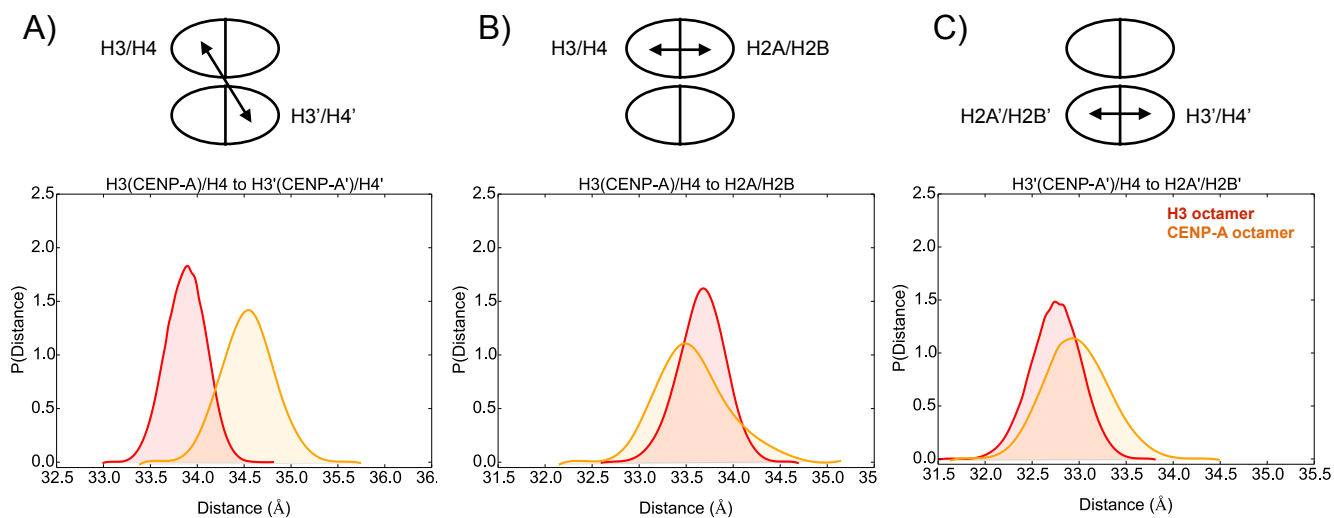 A)
H3/H4
H3'/H4'
H3(CENP-A)/H4 to H3'(CENP-A')/H4'
P(Distance)
2.5
2.0
1.5
1.0
0.5
0.0
32.5 33.0 33.5 34.0 34.5 35.0 35.5 36.
Distance (Å)
B)
H3/H4
H2A/H2B
H3(CENP-A)/H4 to H2A/H2B
P(Distance)
2.5
2.0
1.5
1.0
0.5
0.0
31.5 32.0 32.5 33.0 33.5 34.0 34.5 35
Distance (Å)
C)
H2A'/H2B'
H3'/H4'
H3'(CENP-A')/H4 to H2A'/H2B'
H3 octamer
CENP-A octamer
P(Distance)
2.5
2.0
1.5
1.0
0.5
0.0
31.5 32.0 32.5 33.0 33.5 34.0 34.5 35.0 35.5
Distance (Å)